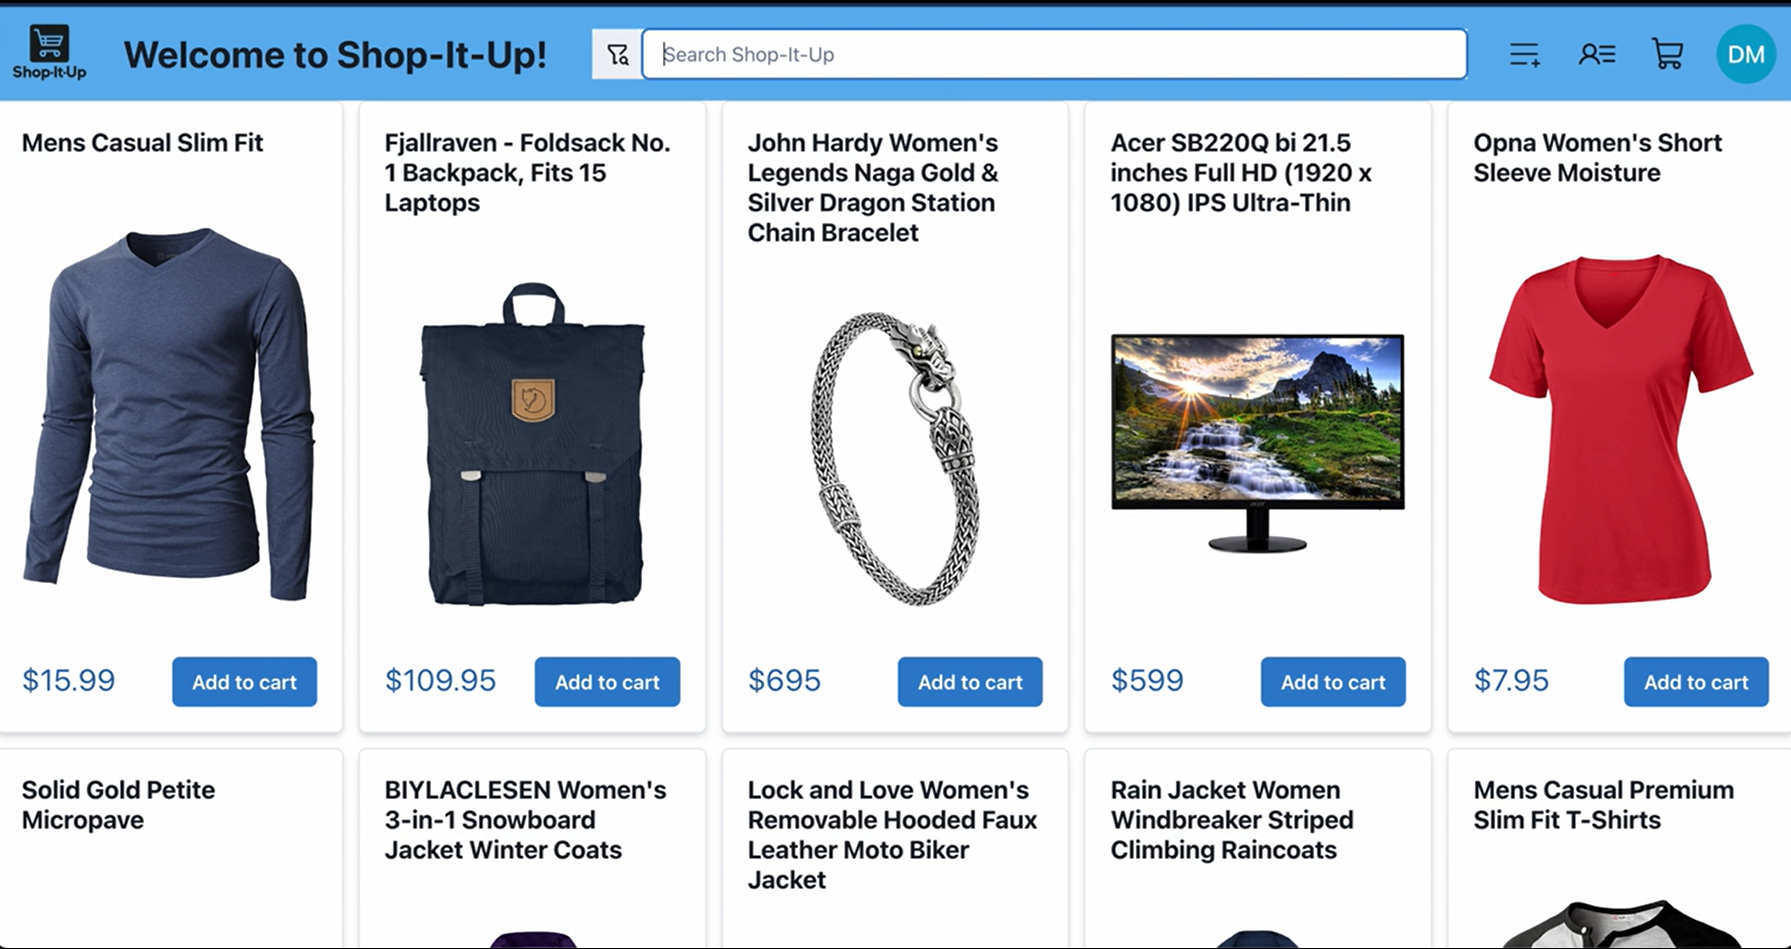 Shop-It-Up
Welcome to Shop-It-Up!
Search Shop-It-Up
DM
Mens Casual Slim Fit
$15.99
Add to cart
Fjallraven - Foldsack No.
1 Backpack, Fits 15
Laptops
$109.95
Add to cart
John Hardy Women's
Legends Naga Gold &
Silver Dragon Station
Chain Bracelet
$695
Add to cart
Acer SB220Q bi 21.5
inches Full HD (1920 x
1080) IPS Ultra-Thin
$599
Add to cart
Opna Women's Short
Sleeve Moisture
$7.95
Add to cart
Solid Gold Petite
Micropave
BIYLACLESEN Women's
3-in-1 Snowboard
Jacket Winter Coats
Lock and Love Women's
Removable Hooded Faux
Leather Moto Biker
Jacket
Rain Jacket Women
Windbreaker Striped
Climbing Raincoats
Mens Casual Premium
Slim Fit T-Shirts